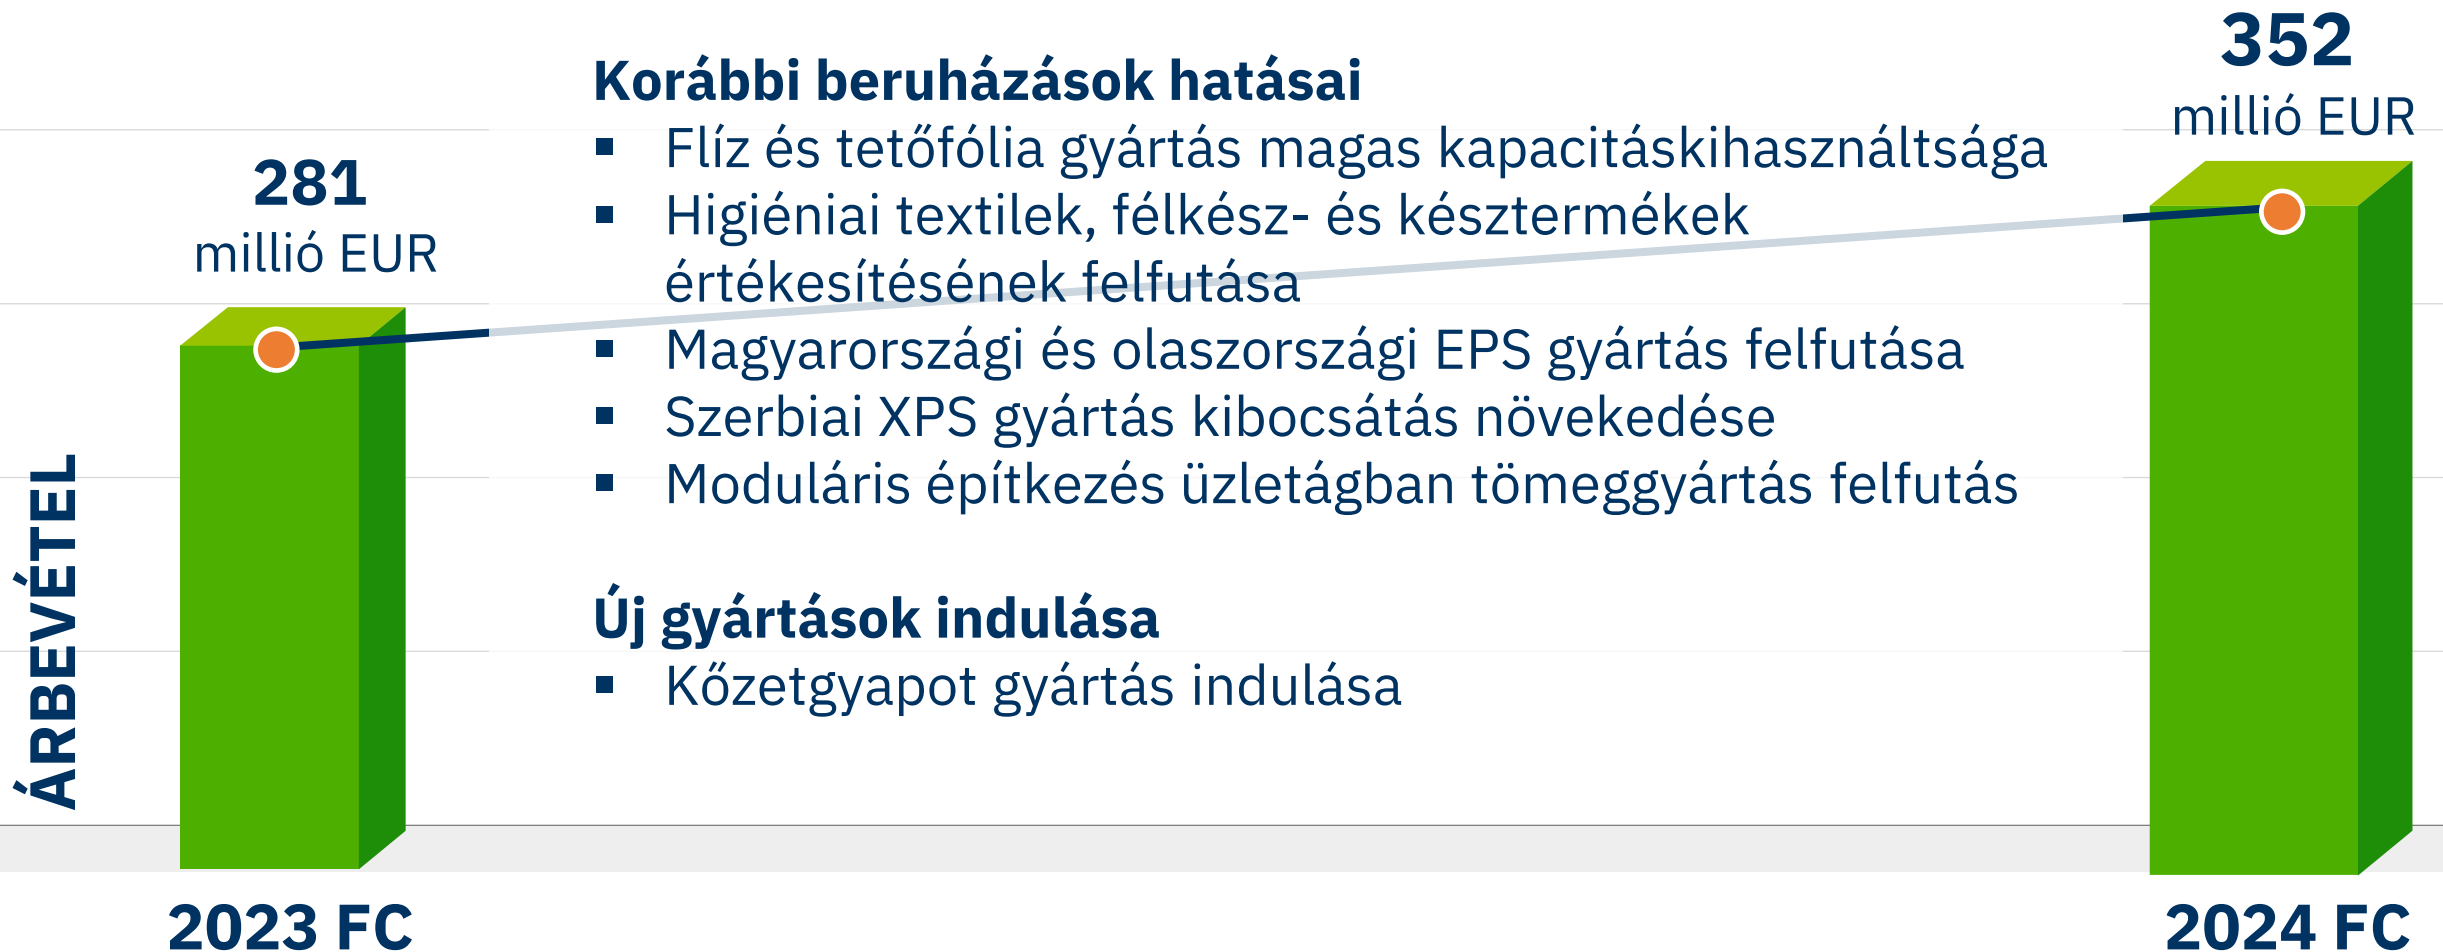 352
millió EUR
281
millió EUR
Korábbi beruházások hatásai
▪ Flíz és tetőfólia gyártás magas kapacitáskihasználtsága
▪ Higiéniai textilek, félkész- és késztermékek
értékesítésének felfutása
▪ Magyarországi és olaszországi EPS gyártás felfutása
▪ Szerbiai XPS gyártás kibocsátás növekedése
▪ Moduláris építkezés üzletágban tömeggyártás felfutás
Új gyártások indulása
▪ Kőzetgyapot gyártás indulása
ÁRBEVÉTEL
2023 FC
2024 FC